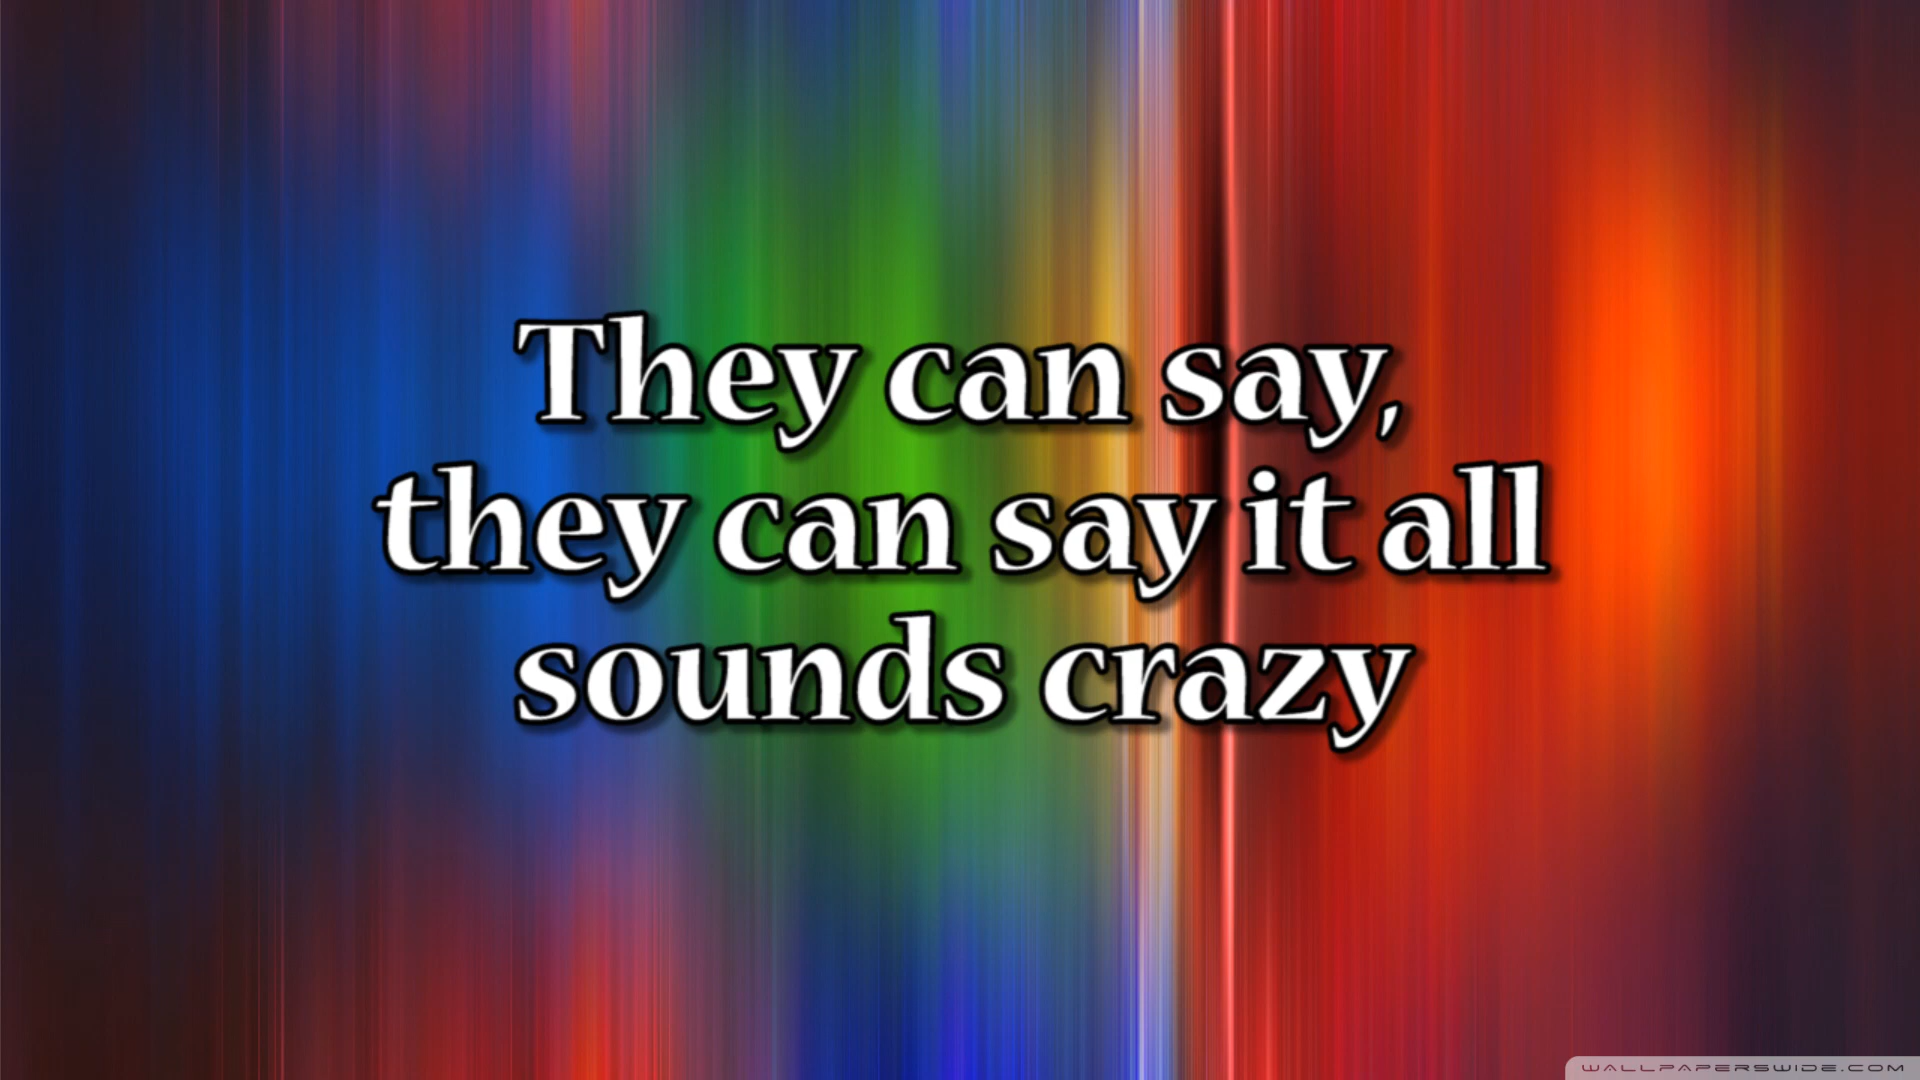 They can say,
they can say it all
sounds crazy
WALLPAPERSWIDE.COM